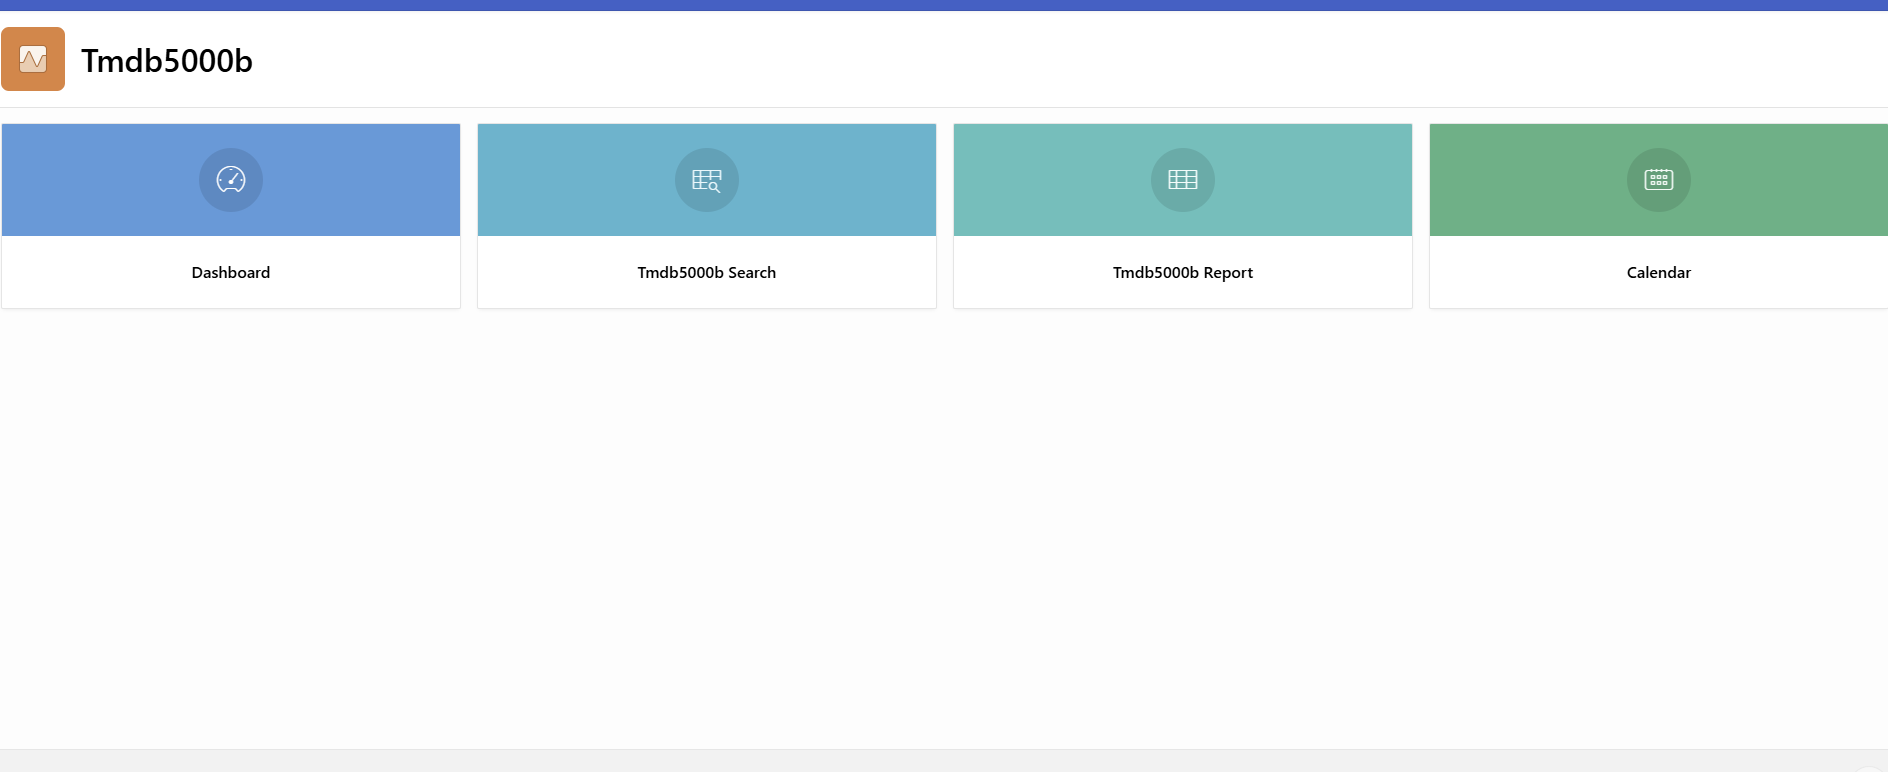 Tmdb5000b
Dashboard
Tmdb5000b Search
Tmdb5000b Report
Calendar